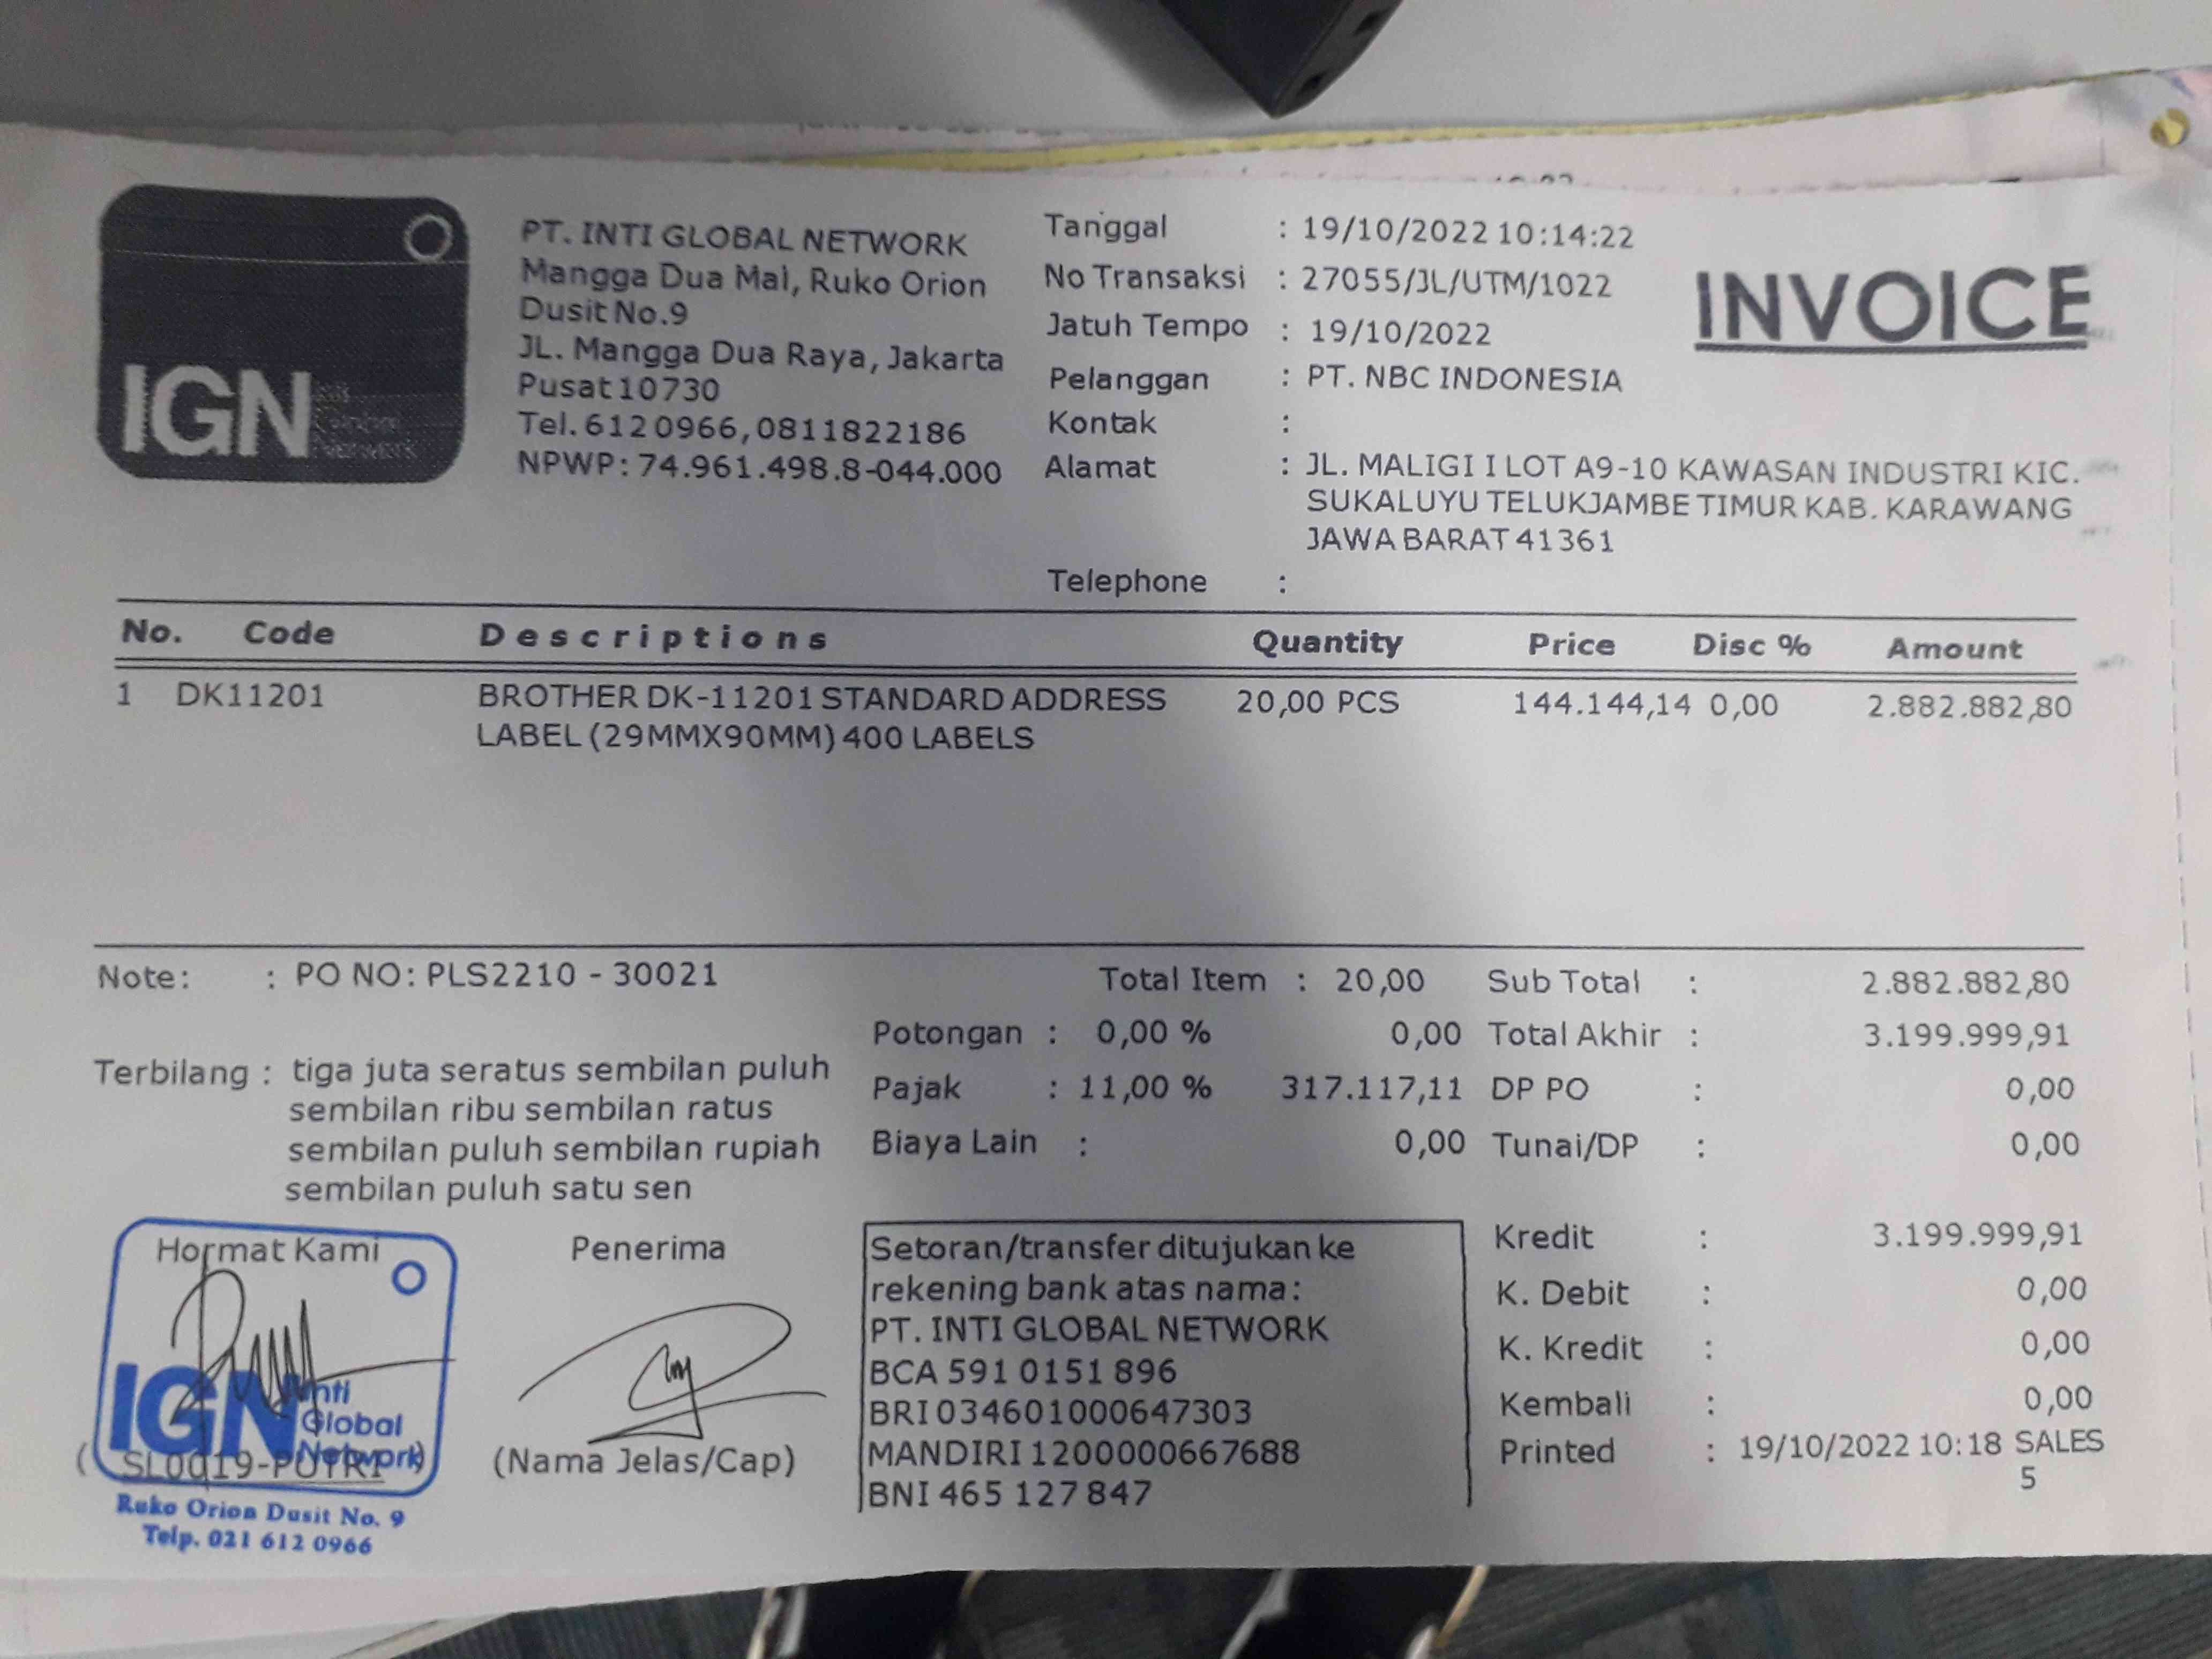 IGN
PT. INTI GLOBAL NETWORK
Mangga Dua Mal, Ruko Orion
Dusit No.9
JL. Mangga Dua Raya, Jakarta
Pusat 10730
Tel. 612 0966, 0811822186
NPWP: 74.961.498.8-044.000
Tanggal : 19/10/2022 10:14:22
No Transaksi : 27055/JL/UTM/1022
Jatuh Tempo : 19/10/2022
Pelanggan : PT. NBC INDONESIA
Kontak :
Alamat : JL. MALIGI I LOT A9-10 KAWASAN INDUSTRI KIC.
SUKALUYU TELUKJAMBE TIMUR KAB. KARAWANG
JAWA BARAT 41361
Telephone :
INVOICE
No. Code Descriptions Quantity Price Disc % Amount
1 DK11201 BROTHER DK-11201 STANDARD ADDRESS 20,00 PCS 144.144,14 0,00 2.882.882,80
LABEL (29MMX90MM) 400 LABELS
Note: : PO NO: PLS2210 - 30021
Terbilang : tiga juta seratus sembilan puluh
sembilan ribu sembilan ratus
sembilan puluh sembilan rupiah
sembilan puluh satu sen
Total Item : 20,00
Potongan : 0,00 % 0,00
Pajak : 11,00 % 317.117,11
Biaya Lain : 0,00
Sub Total : 2.882.882,80
Total Akhir : 3.199.999,91
DP PO : 0,00
Tunai/DP : 0,00
Kredit : 3.199.999,91
K. Debit : 0,00
K. Kredit : 0,00
Kembali : 0,00
Printed : 19/10/2022 10:18 SALES
5
Hormat Kami
IGN Inti
Global
Network
( SL0019-PUTRI )
Ruko Orion Dusit No. 9
Telp. 021 612 0966
Penerima
(Nama Jelas/Cap)
Setoran/transfer ditujukan ke
rekening bank atas nama:
PT. INTI GLOBAL NETWORK
BCA 591 0151 896
BRI 034601000647303
MANDIRI 1200000667688
BNI 465 127 847